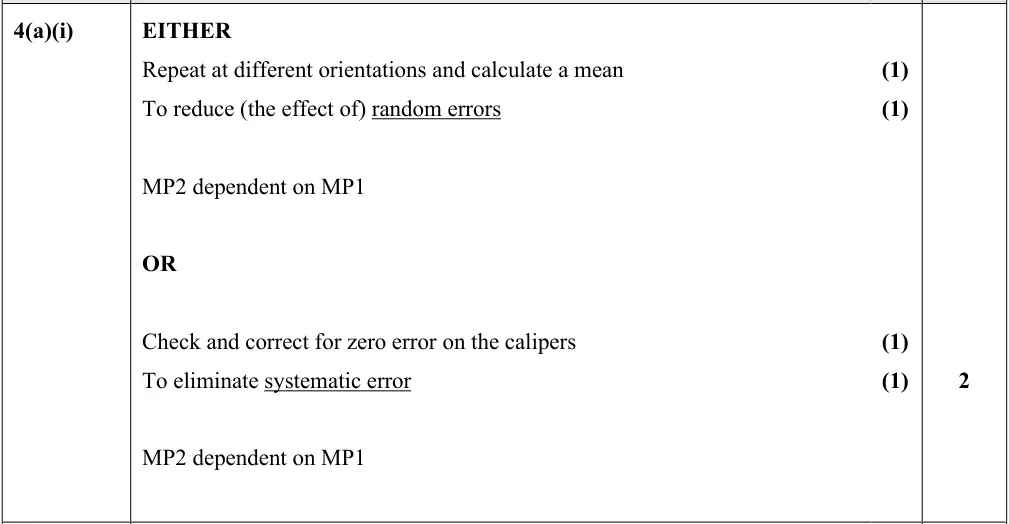 4(a)(i) EITHER
Repeat at different orientations and calculate a mean (1)
To reduce (the effect of) random errors (1)
MP2 dependent on MP1
OR
Check and correct for zero error on the calipers (1)
To eliminate systematic error (1) 2
MP2 dependent on MP1